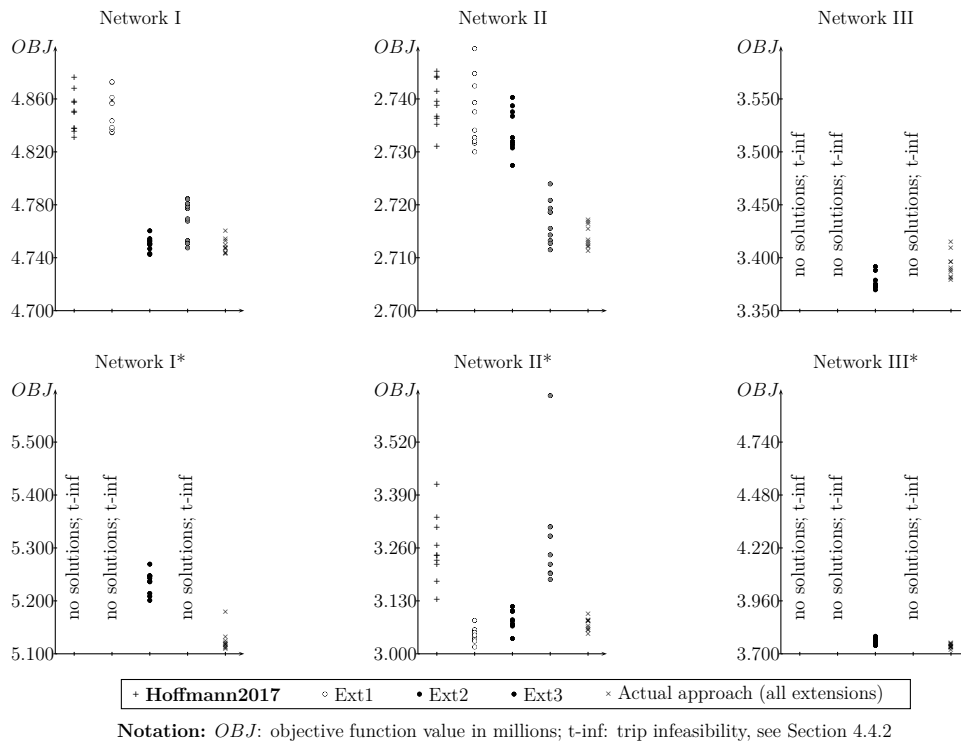 Network I
OBJ
4.860
4.820
4.780
4.740
4.700
Network II
OBJ
2.740
2.730
2.720
2.710
2.700
Network III
OBJ
3.550
3.500
3.450
3.400
3.350
no solutions; t-inf
no solutions; t-inf
no solutions; t-inf
Network I*
OBJ
5.500
5.400
5.300
5.200
5.100
no solutions; t-inf
no solutions; t-inf
no solutions; t-inf
Network II*
OBJ
3.520
3.390
3.260
3.130
3.000
Network III*
OBJ
4.740
4.480
4.220
3.960
3.700
no solutions; t-inf
no solutions; t-inf
no solutions; t-inf
Hoffmann2017 Ext1 Ext2 Ext3 Actual approach (all extensions)
Notation: OBJ: objective function value in millions; t-inf: trip infeasibility, see Section 4.4.2